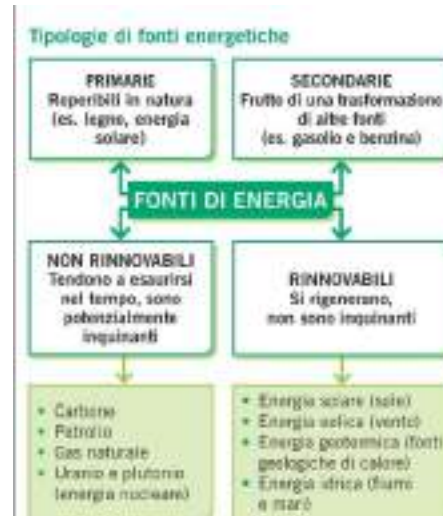 Tipologie di fonti energetiche
PRIMARIE
Reperibili in natura
(es. legno, energia
solare)
SECONDARIE
Frutto di una trasformazione
di altre fonti
(es. gasolio e benzina)
FONTI DI ENERGIA
NON RINNOVABILI
Tendono a esaurirsi
nel tempo, sono
potenzialmente
inquinanti
RINNOVABILI
Si rigenerano,
non sono inquinanti
• Carbone
• Petrolio
• Gas naturale
• Uranio e plutonio
(energia nucleare)
• Energia solare (sole)
• Energia eolica (vento)
• Energia geotermica (fonti
geologiche di calore)
• Energia idrica (fiumi
e mari)